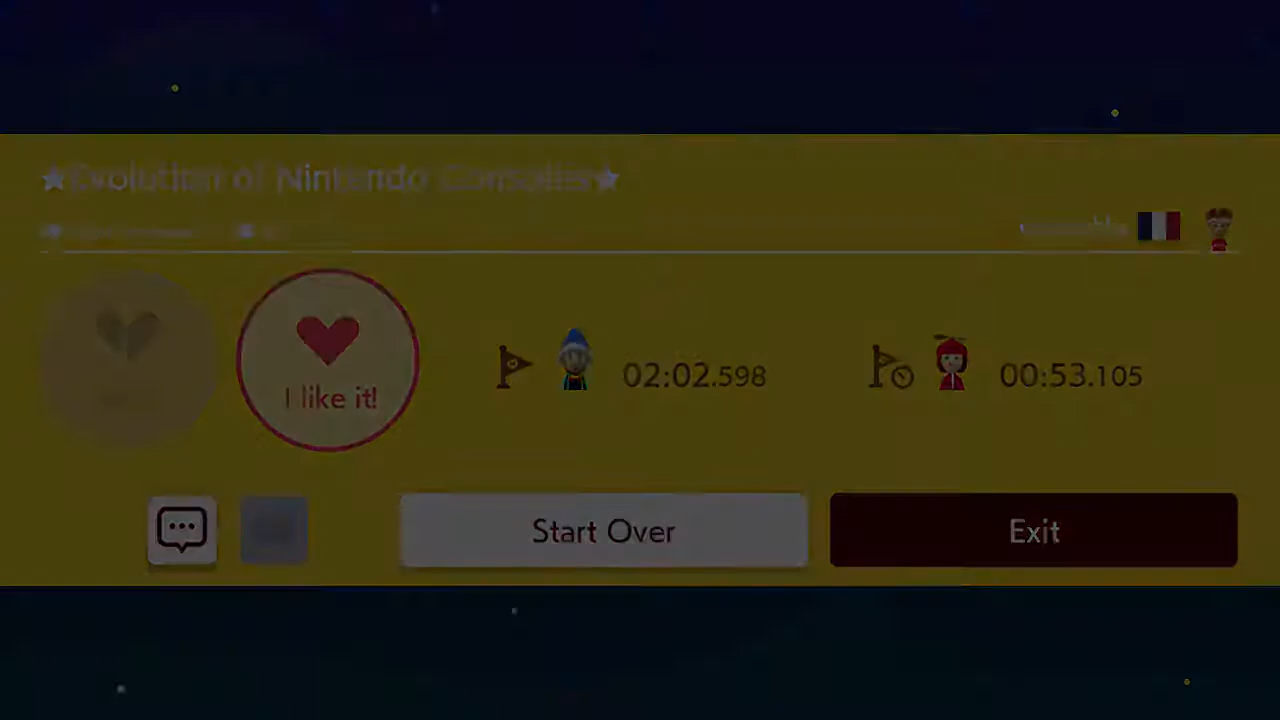 ★Evolution of Nintendo Consoles★
I like it!
02:02.598
00:53.105
Start Over
Exit